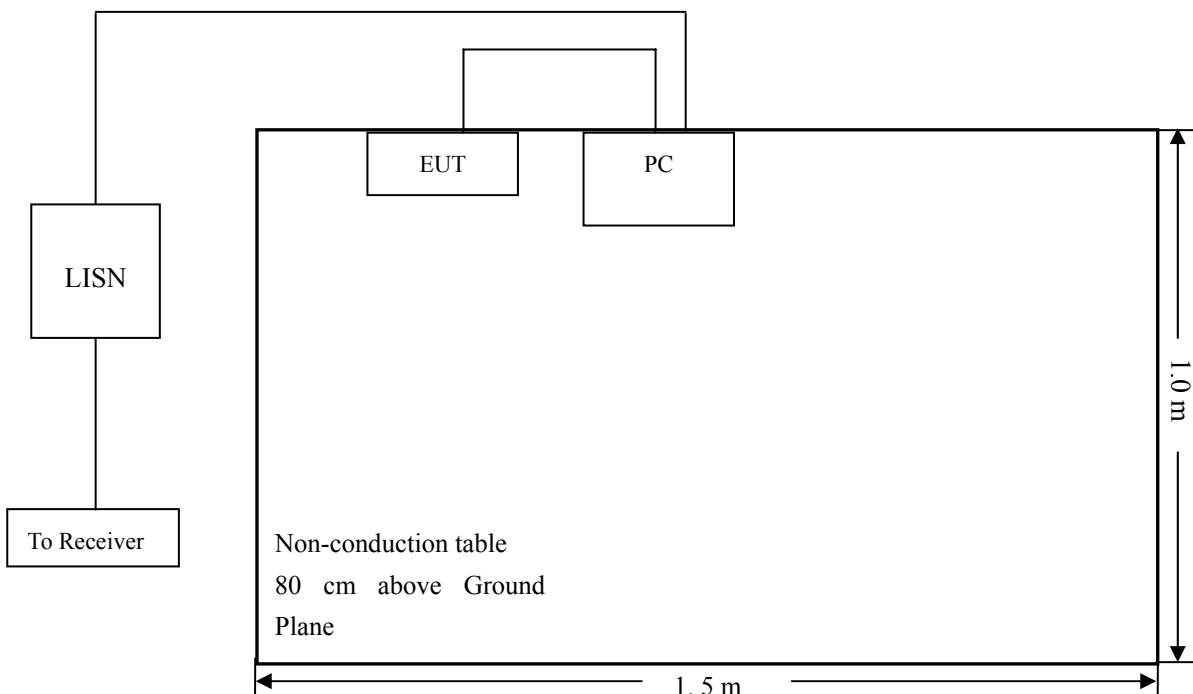 EUT
PC
LISN
1.0 m
To Receiver
Non-conduction table
80 cm above Ground
Plane
1. 5 m